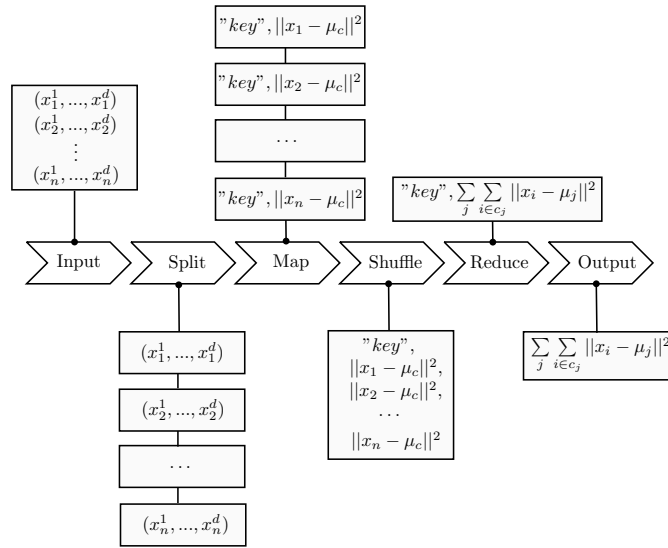 "key", ||x_1 − μ_c||^2
"key", ||x_2 − μ_c||^2
...
"key", ||x_n − μ_c||^2
(x_1^1, ..., x_1^d)
(x_2^1, ..., x_2^d)
⋮
(x_n^1, ..., x_n^d)
"key", ∑_j ∑_{i∈c_j} ||x_i − μ_j||^2
Input Split Map Shuffle Reduce Output
(x_1^1, ..., x_1^d)
(x_2^1, ..., x_2^d)
...
(x_n^1, ..., x_n^d)
"key",
||x_1 − μ_c||^2,
||x_2 − μ_c||^2,
...
||x_n − μ_c||^2
∑_j ∑_{i∈c_j} ||x_i − μ_j||^2